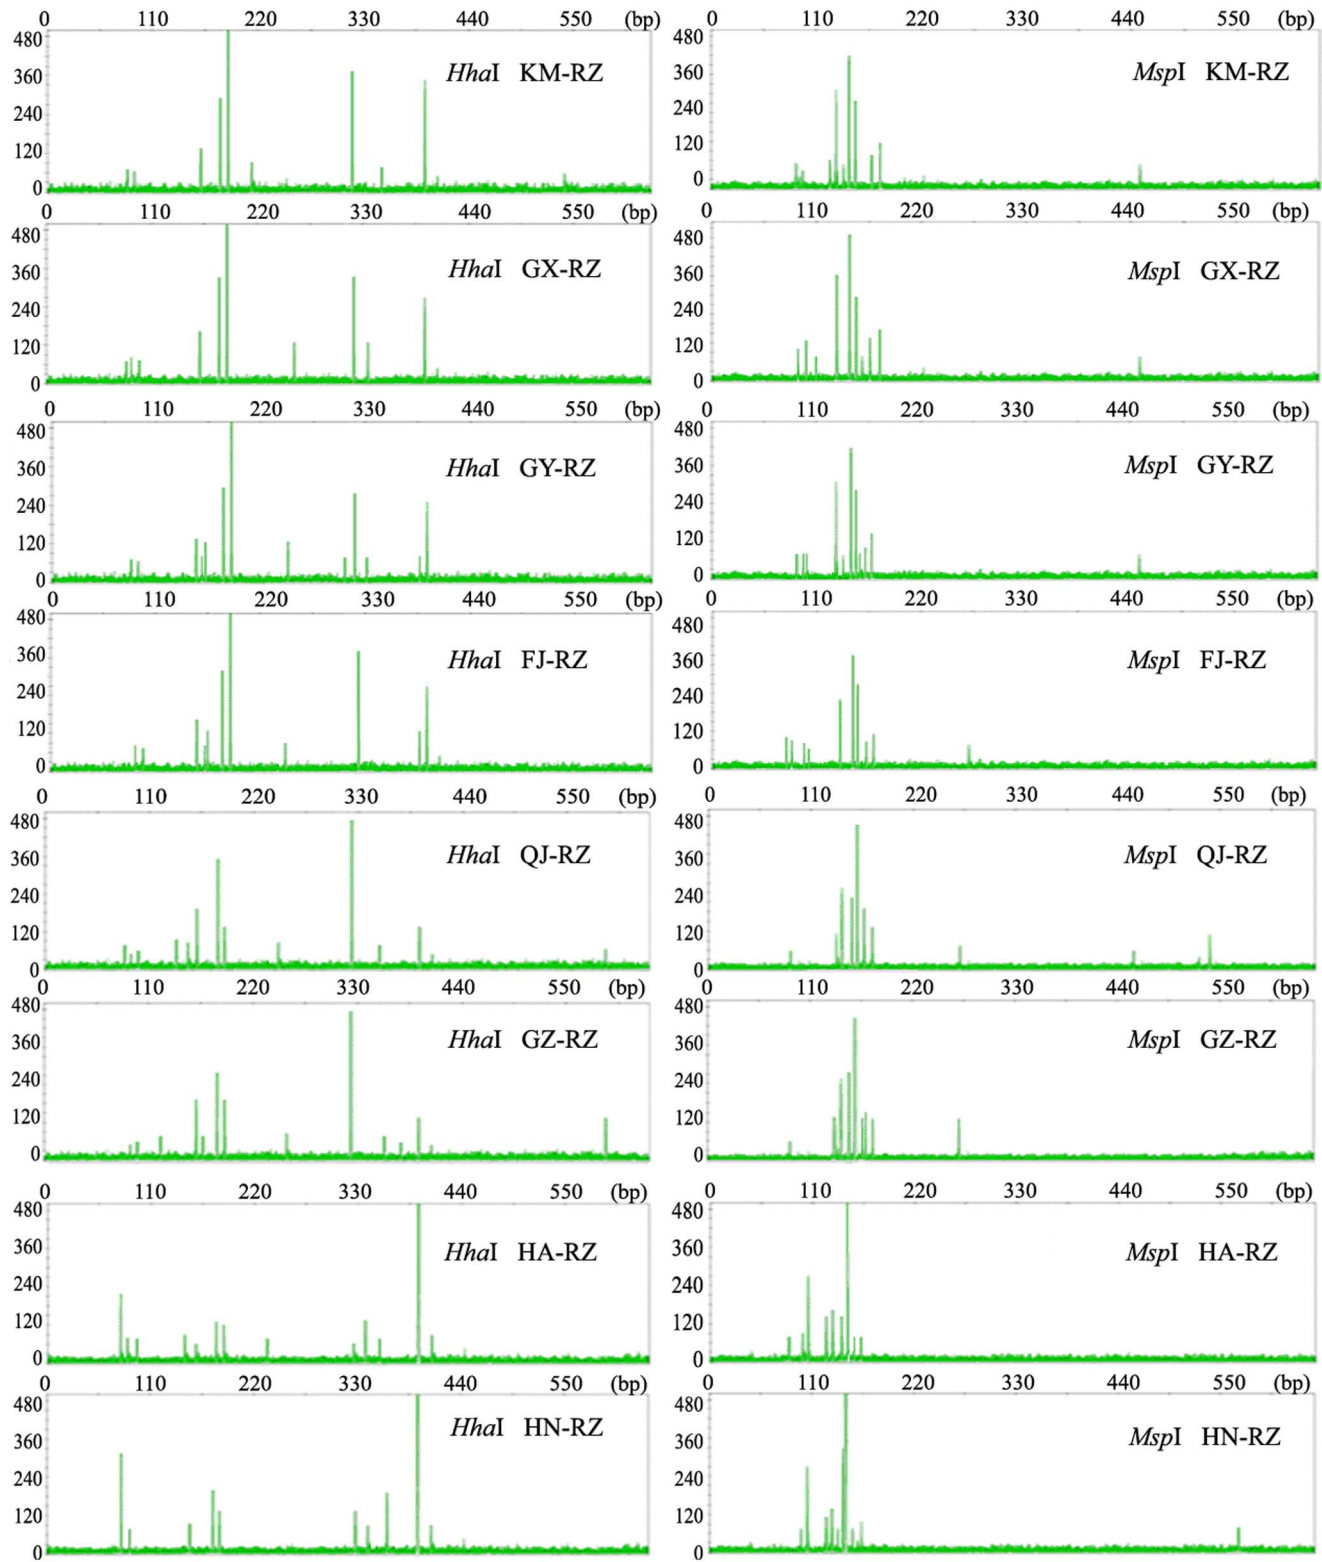 0 110 220 330 440 550 (bp) 0 110 220 330 440 550 (bp)
480 480
HhaI KM-RZ MspI KM-RZ
360 360
240 240
120 120
0 0
0 110 220 330 440 550 (bp) 0 110 220 330 440 550 (bp)
480 480
HhaI GX-RZ MspI GX-RZ
360 360
240 240
120 120
0 0
0 110 220 330 440 550 (bp) 0 110 220 330 440 550 (bp)
480 480
HhaI GY-RZ MspI GY-RZ
360 360
240 240
120 120
0 0
0 110 220 330 440 550 (bp) 0 110 220 330 440 550 (bp)
480 480
HhaI FJ-RZ MspI FJ-RZ
360 360
240 240
120 120
0 0
0 110 220 330 440 550 (bp) 0 110 220 330 440 550 (bp)
480 480
HhaI QJ-RZ MspI QJ-RZ
360 360
240 240
120 120
0 0
0 110 220 330 440 550 (bp) 0 110 220 330 440 550 (bp)
480 480
HhaI GZ-RZ MspI GZ-RZ
360 360
240 240
120 120
0 0
0 110 220 330 440 550 (bp) 0 110 220 330 440 550 (bp)
480 480
HhaI HA-RZ MspI HA-RZ
360 360
240 240
120 120
0 0
0 110 220 330 440 550 (bp) 0 110 220 330 440 550 (bp)
480 480
HhaI HN-RZ MspI HN-RZ
360 360
240 240
120 120
0 0